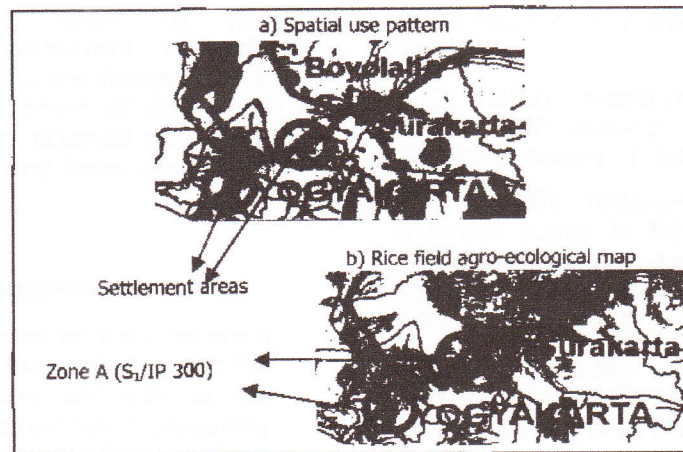 a) Spatial use pattern
Boyolali
Surakarta
YOGYAKARTA
Settlement areas
b) Rice field agro-ecological map
Surakarta
Zone A (S₁/IP 300)
YOGYAKARTA